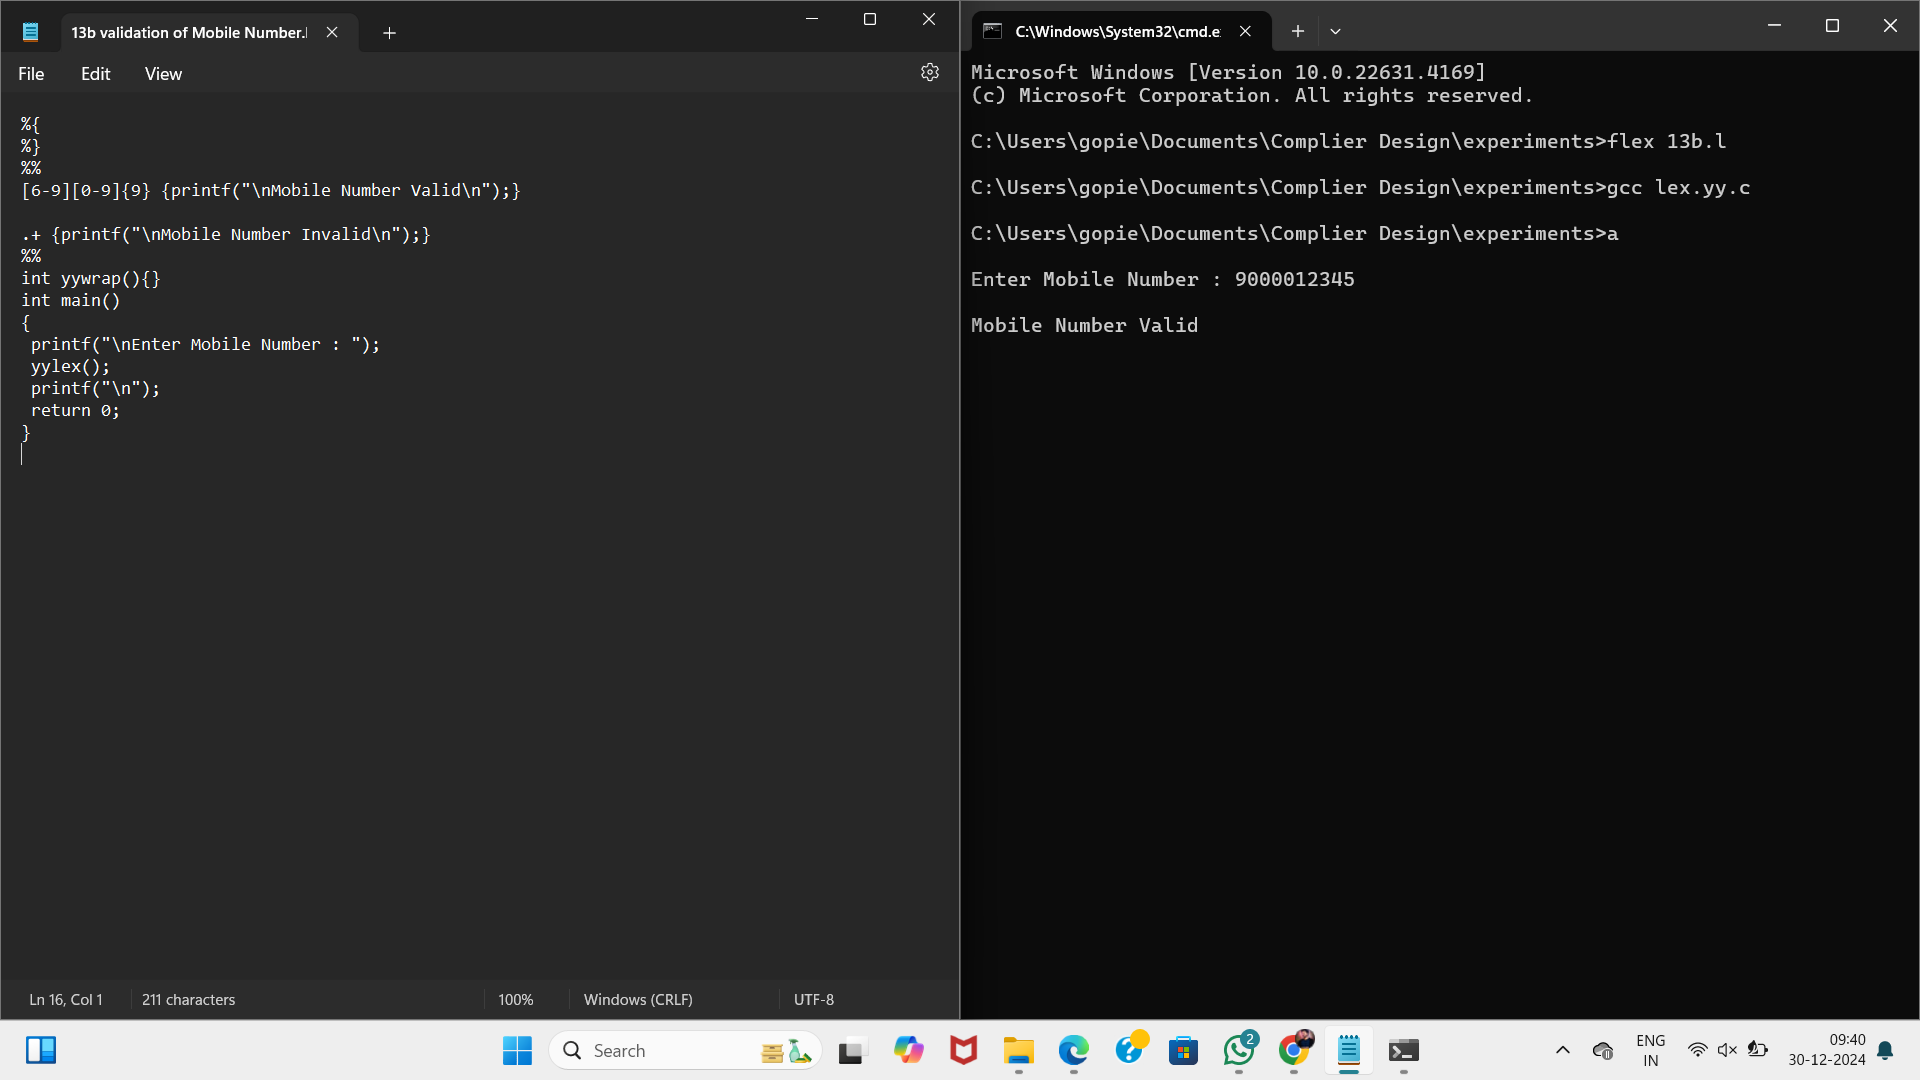 13b validation of Mobile Number.
File Edit View
%{
%}
%%
[6-9][0-9]{9} {printf("\nMobile Number Valid\n");}
.+ {printf("\nMobile Number Invalid\n");}
%%
int yywrap(){}
int main()
{
printf("\nEnter Mobile Number : ");
yylex();
printf("\n");
return 0;
}
Ln 16, Col 1 211 characters 100% Windows (CRLF) UTF-8
C:\Windows\System32\cmd.e
Microsoft Windows [Version 10.0.22631.4169]
(c) Microsoft Corporation. All rights reserved.
C:\Users\gopie\Documents\Complier Design\experiments>flex 13b.l
C:\Users\gopie\Documents\Complier Design\experiments>gcc lex.yy.c
C:\Users\gopie\Documents\Complier Design\experiments>a
Enter Mobile Number : 9000012345
Mobile Number Valid
Search
2
ENG
IN
09:40
30-12-2024